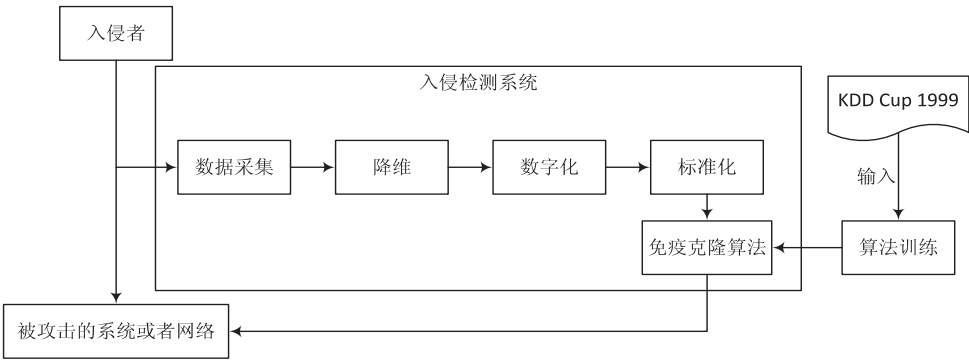 入侵者
入侵检测系统
KDD Cup 1999
数据采集
降维
数字化
标准化
输入
免疫克隆算法
算法训练
被攻击的系统或者网络